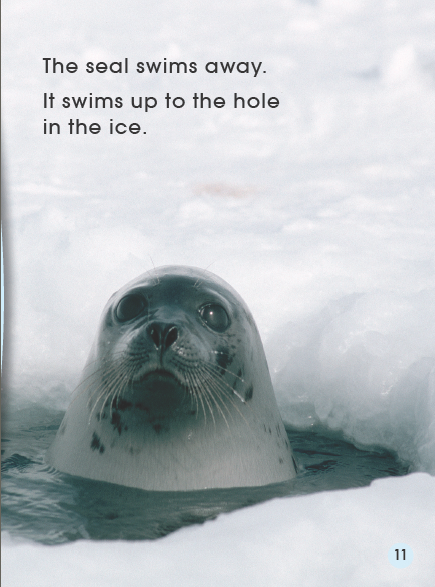 The seal swims away.
It swims up to the hole
in the ice.
11